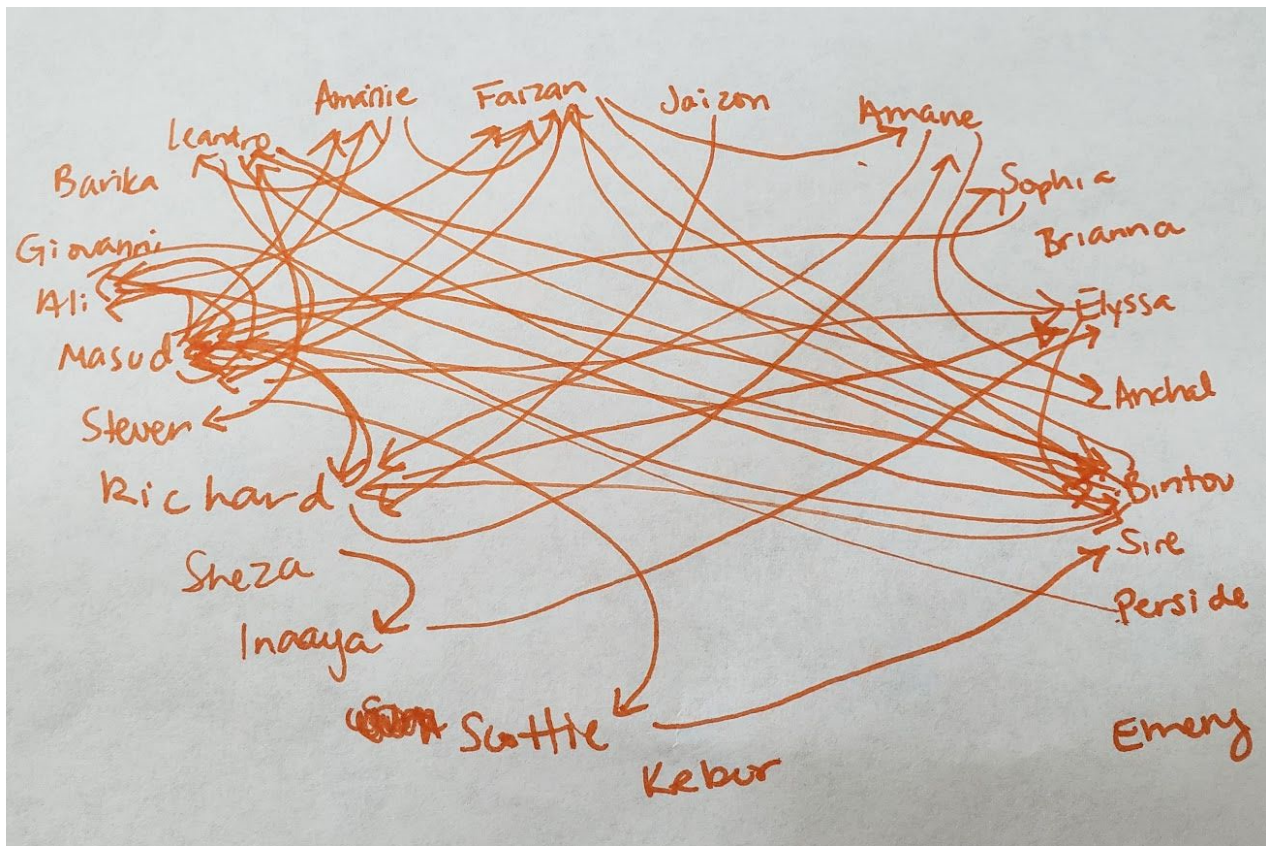 Amanie
Farzan
Jaizon
Amane
Leandro
Barika
Sophia
Giovanni
Brianna
Ali
Elyssa
Masud
Anchal
Steven
Richard
Bintou
Sire
Sheza
Perside
Inaaya
Scottie
Emery
Kebur